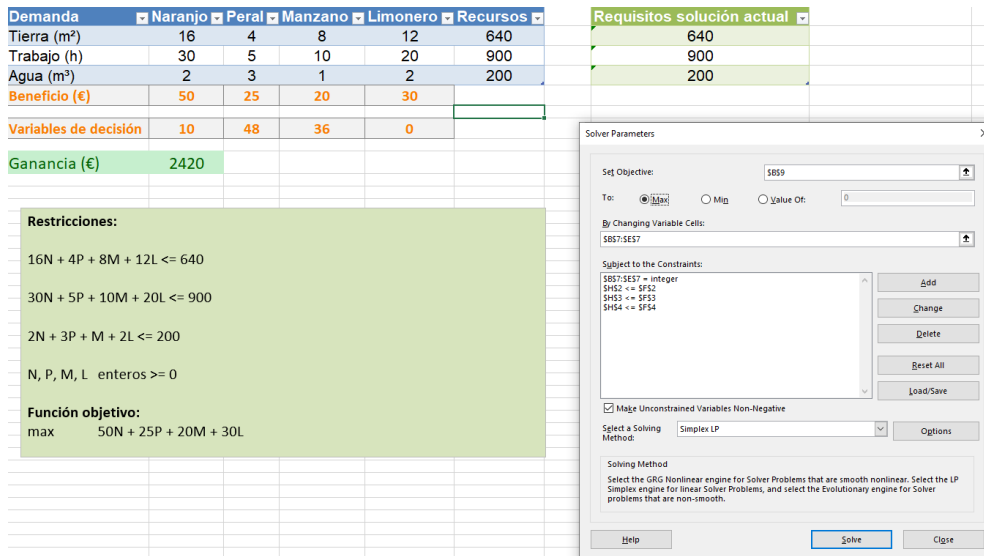 Demanda Naranjo Peral Manzano Limonero Recursos Requisitos solución actual
Tierra (m²) 16 4 8 12 640 640
Trabajo (h) 30 5 10 20 900 900
Agua (m³) 2 3 1 2 200 200
Beneficio (€) 50 25 20 30
Variables de decisión 10 48 36 0
Ganancia (€) 2420
Restricciones:
16N + 4P + 8M + 12L <= 640
30N + 5P + 10M + 20L <= 900
2N + 3P + M + 2L <= 200
N, P, M, L enteros >= 0
Función objetivo:
max 50N + 25P + 20M + 30L
Solver Parameters
Set Objective: $B$9
To: Max Min Value Of: 0
By Changing Variable Cells:
$B$7:$E$7
Subject to the Constraints:
$B$7:$E$7 = integer
$H$2 <= $F$2
$H$3 <= $F$3
$H$4 <= $F$4
Add
Change
Delete
Reset All
Load/Save
Make Unconstrained Variables Non-Negative
Select a Solving Method: Simplex LP Options
Solving Method
Select the GRG Nonlinear engine for Solver Problems that are smooth nonlinear. Select the LP
Simplex engine for linear Solver Problems, and select the Evolutionary engine for Solver
problems that are non-smooth.
Help Solve Close